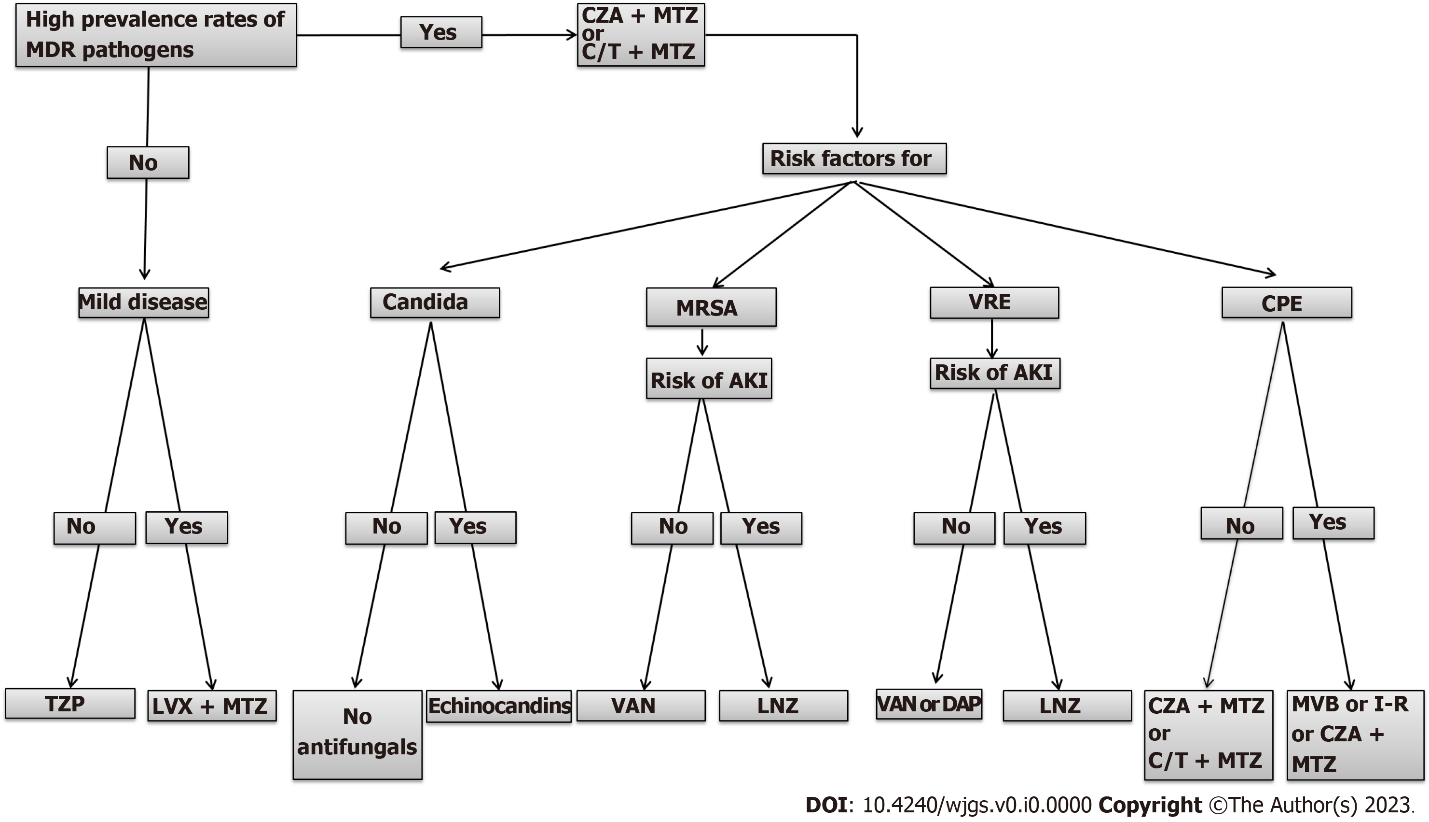 High prevalence rates of
MDR pathogens
Yes
CZA + MTZ
or
C/T + MTZ
No
Risk factors for
Mild disease
Candida
MRSA
VRE
CPE
Risk of AKI
Risk of AKI
No
Yes
No
Yes
No
Yes
No
Yes
No
Yes
TZP
LVX + MTZ
No
antifungals
Echinocandins
VAN
LNZ
VAN or DAP
LNZ
CZA + MTZ
or
C/T + MTZ
MVB or I-R
or CZA +
MTZ
DOI: 10.4240/wjgs.v0.i0.0000 Copyright ©The Author(s) 2023.